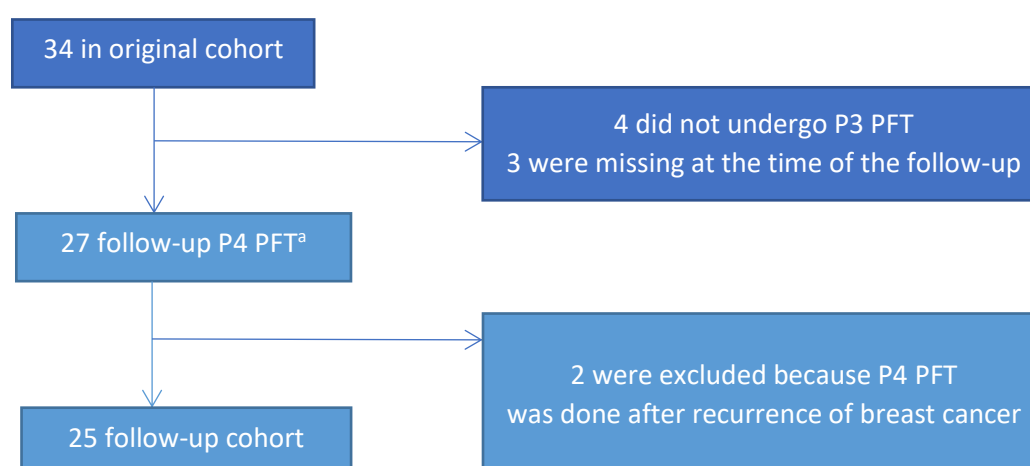 34 in original cohort
4 did not undergo P3 PFT
3 were missing at the time of the follow-up
27 follow-up P4 PFTᵃ
2 were excluded because P4 PFT
was done after recurrence of breast cancer
25 follow-up cohort